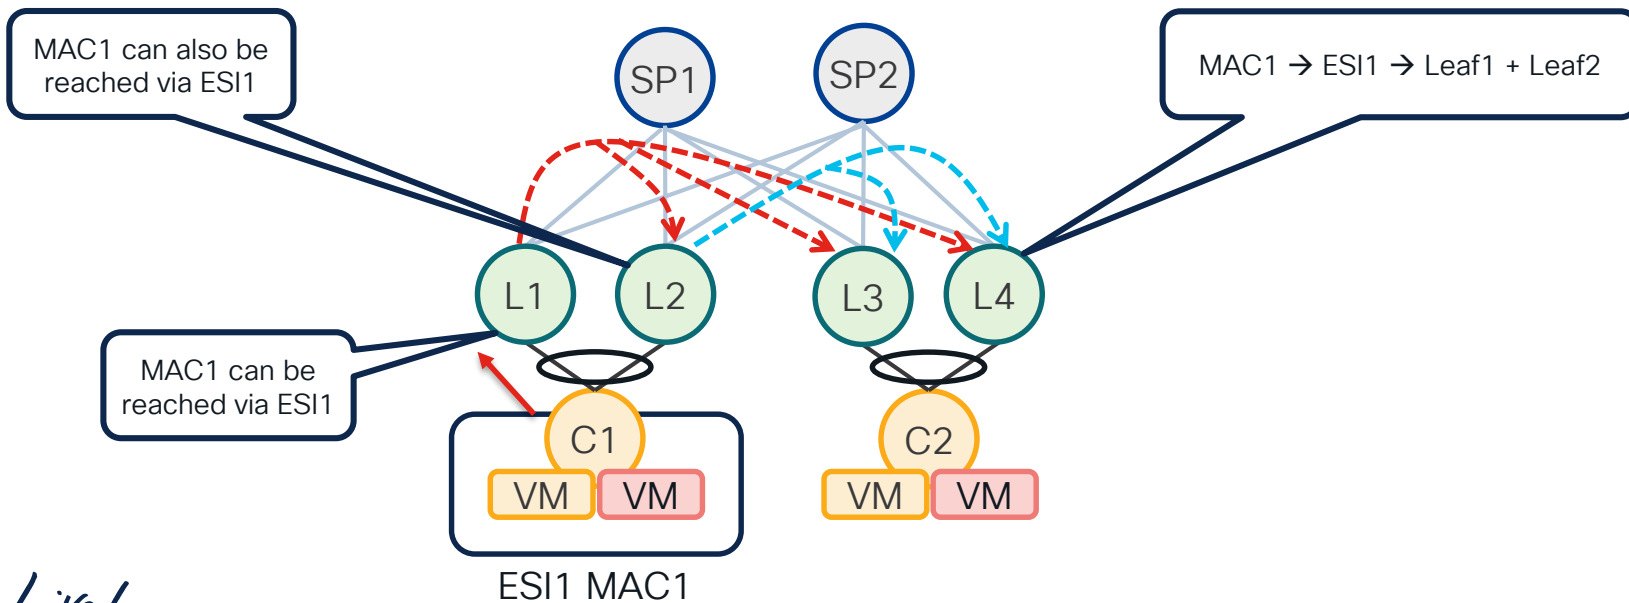 MAC1 can also be
reached via ESI1
SP1
SP2
MAC1 → ESI1 → Leaf1 + Leaf2
L1
L2
L3
L4
MAC1 can be
reached via ESI1
C1
C2
VM
VM
VM
VM
ESI1 MAC1